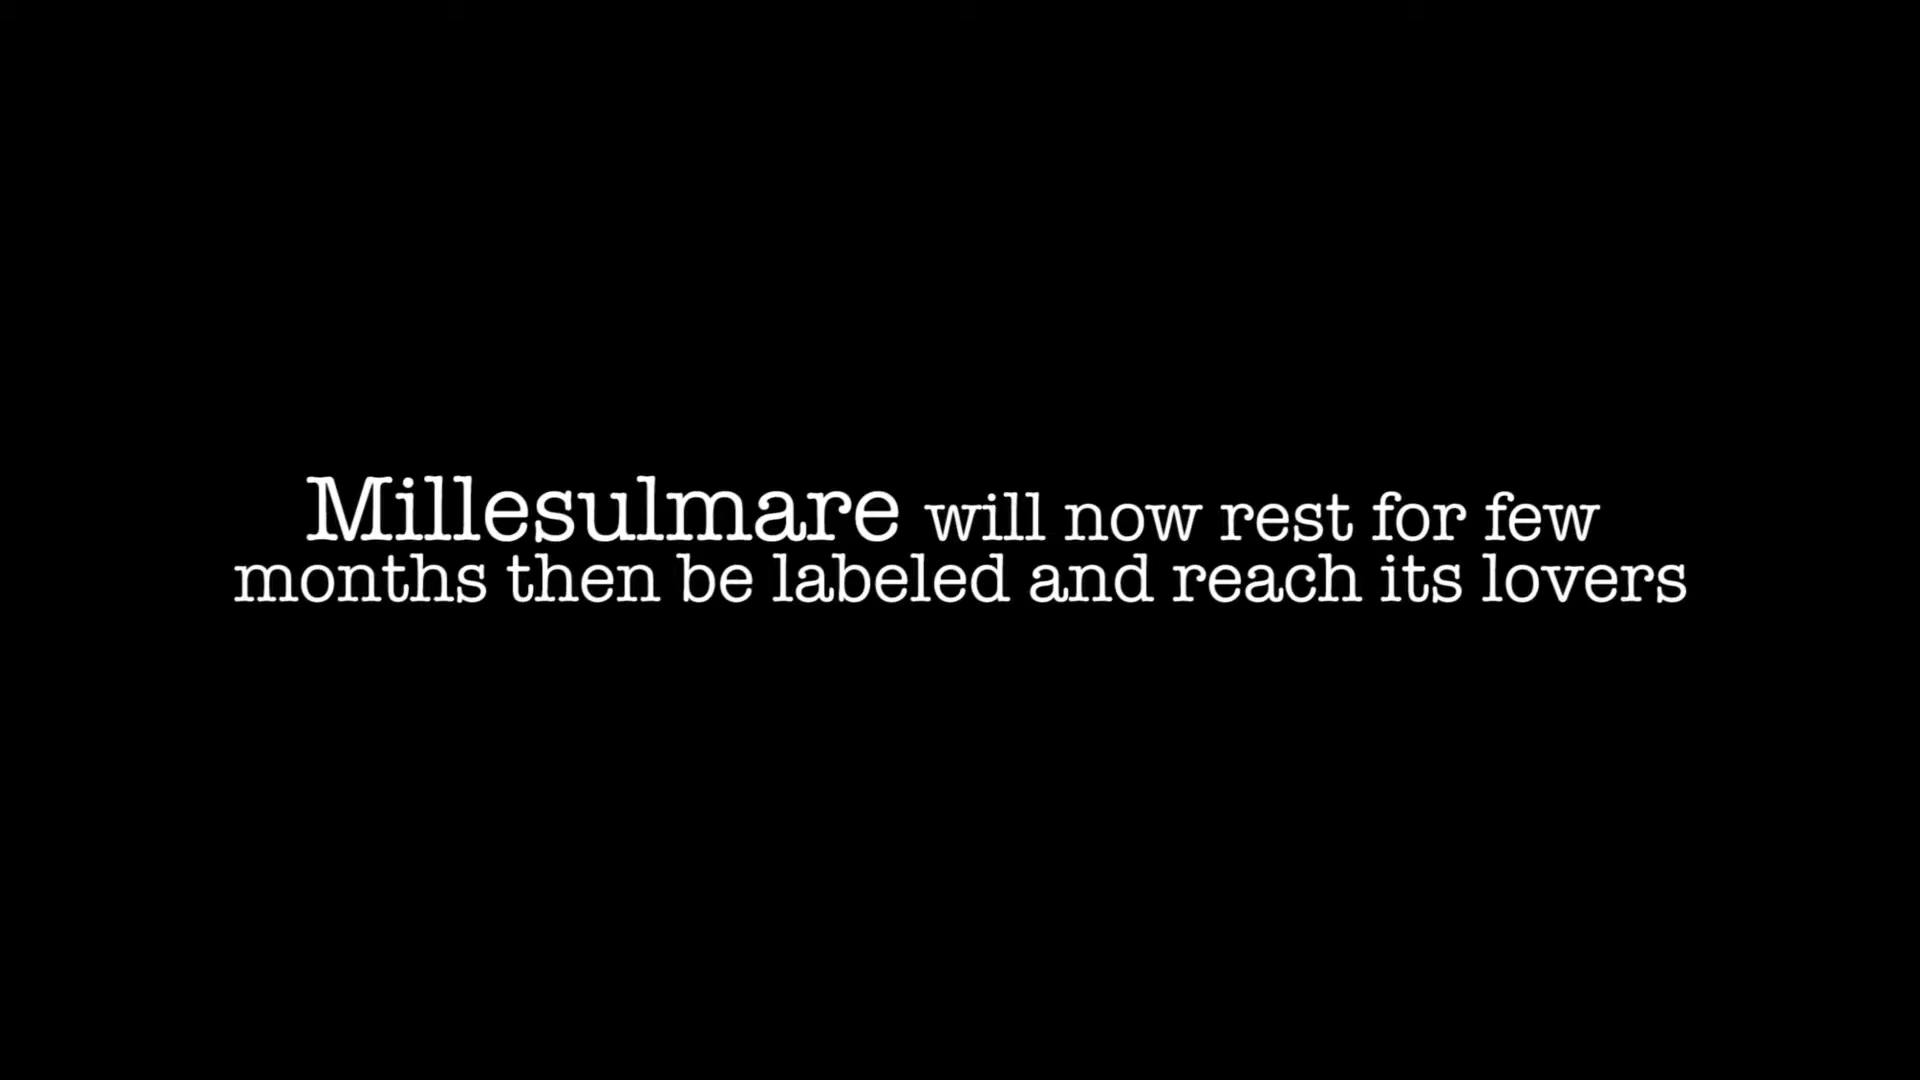 Millesulmare will now rest for few
months then be labeled and reach its lovers